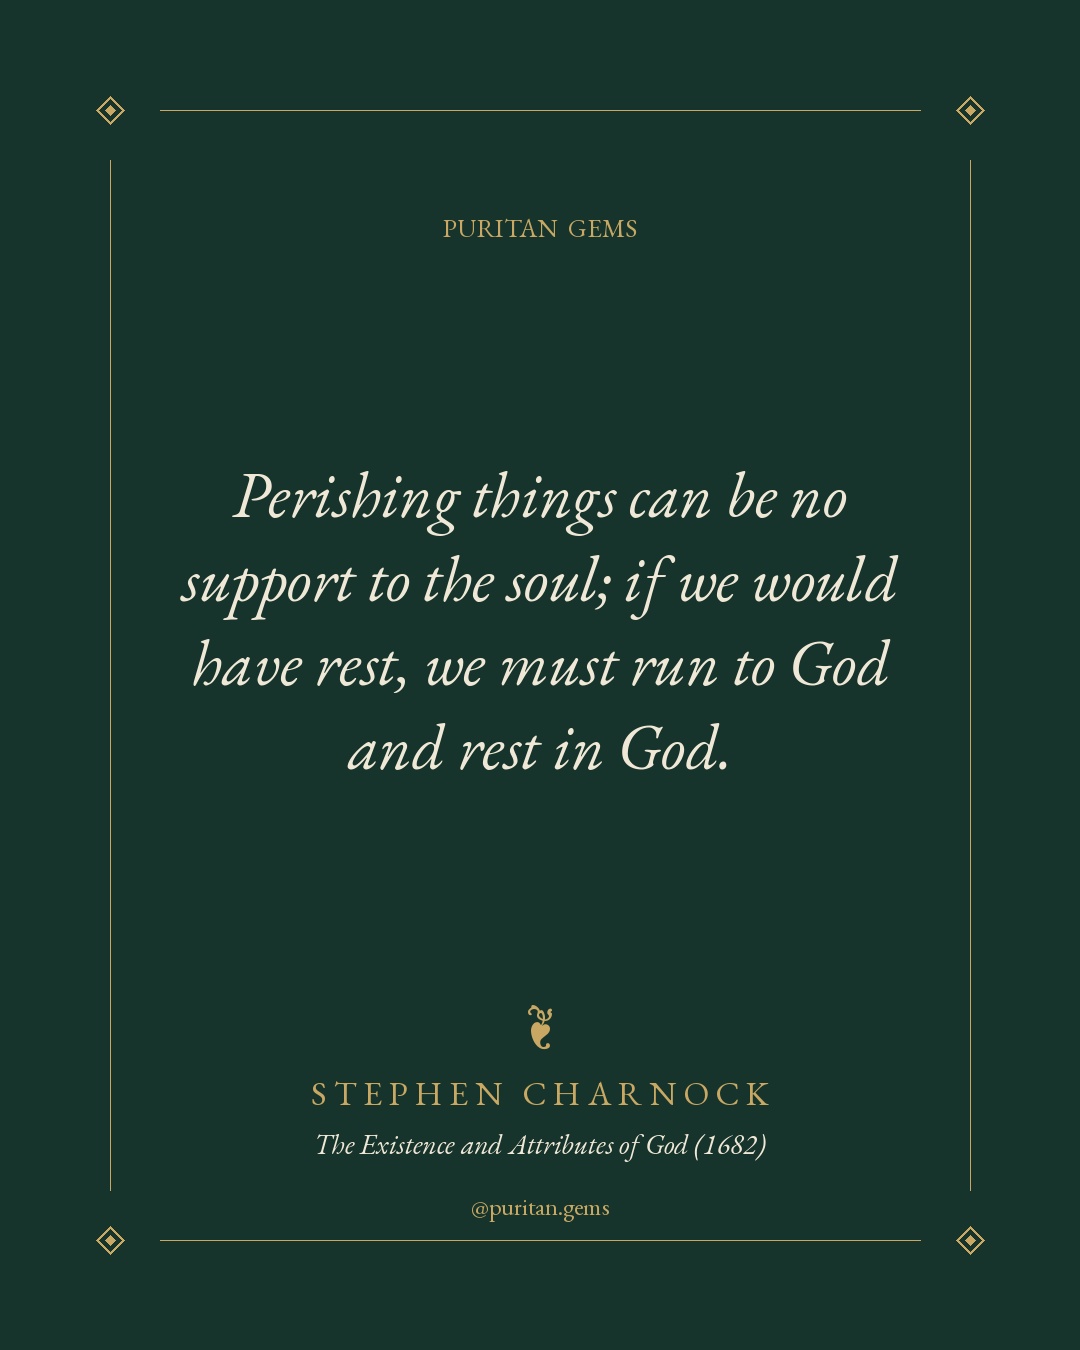 PURITAN GEMS
Perishing things can be no
support to the soul; if we would
have rest, we must run to God
and rest in God.
STEPHEN CHARNOCK
The Existence and Attributes of God (1682)
@puritan.gems